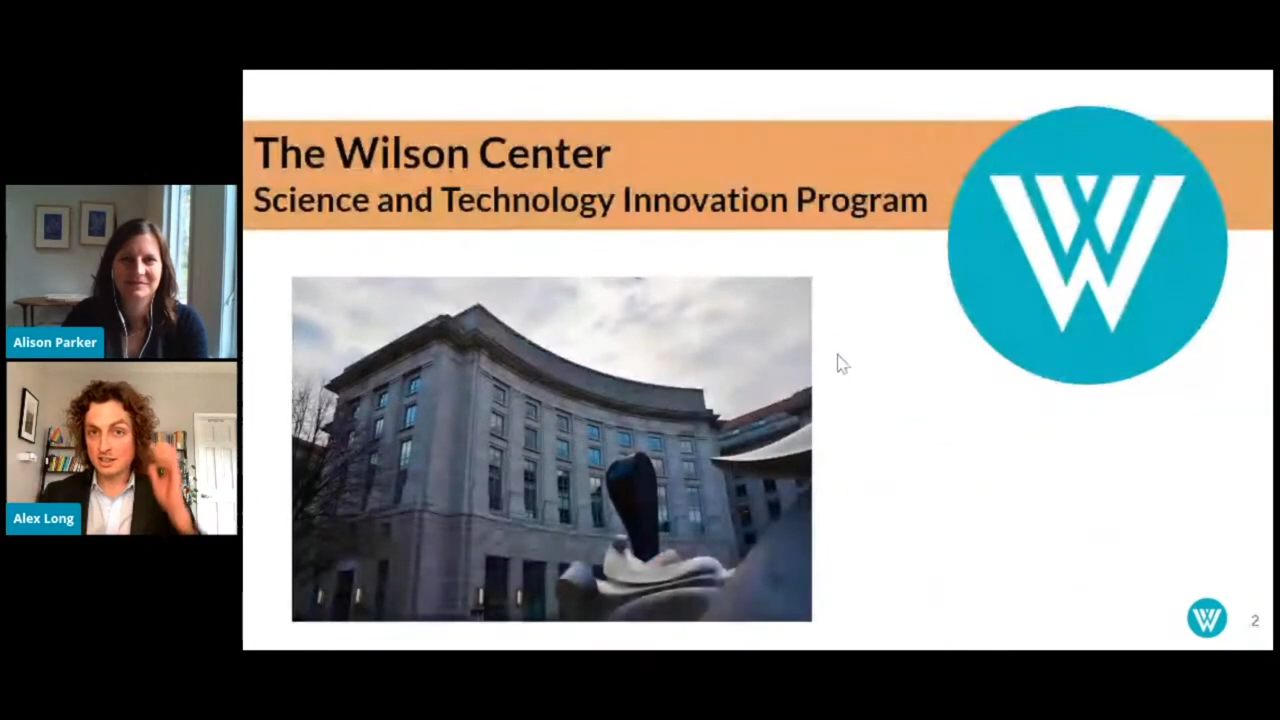 The Wilson Center
Science and Technology Innovation Program
Alison Parker
Alex Long
W
W
2